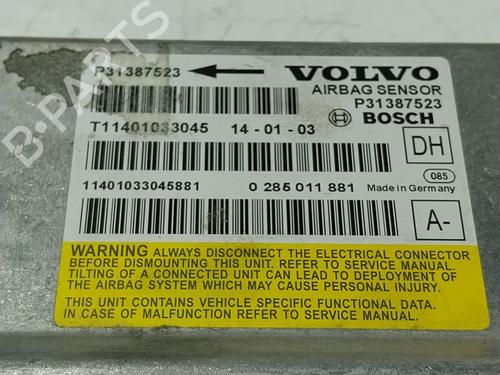 P31387523 VOLVO
AIRBAG SENSOR
P31387523
BOSCH
T11401033045 14-01-03
DH
085
11401033045881 0 285 011 881 Made in Germany
A-
WARNING ALWAYS DISCONNECT THE ELECTRICAL CONNECTOR
BEFORE DISMOUNTING THIS UNIT. REFER TO SERVICE MANUAL.
TILTING OF A CONNECTED UNIT CAN LEAD TO DEPLOYMENT OF
THE AIRBAG SYSTEM WHICH MAY CAUSE PERSONAL INJURY.
THIS UNIT CONTAINS VEHICLE SPECIFIC FUNCTIONAL DATA.
IN CASE OF MALFUNCTION REFER TO SERVICE MANUAL.
B-PARTS